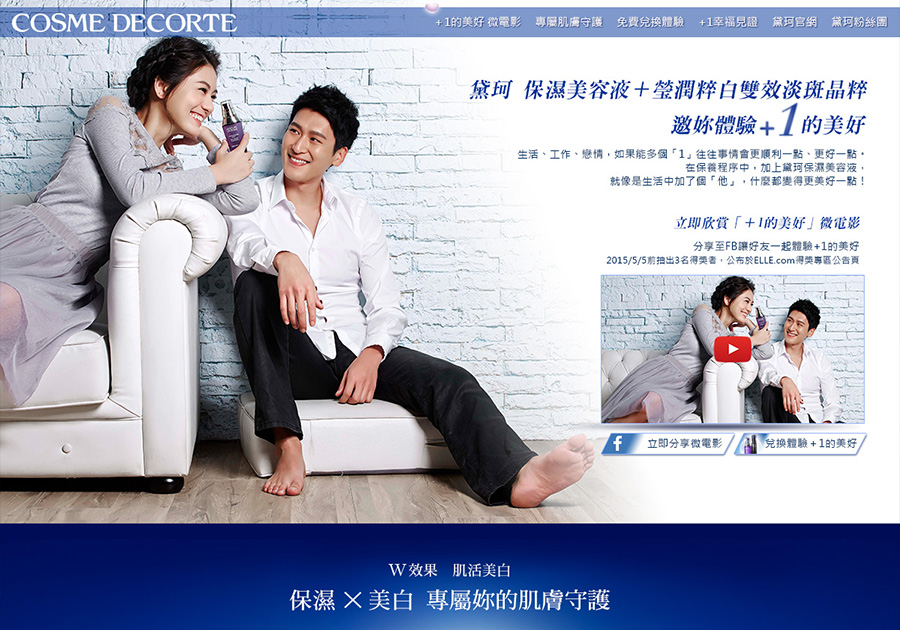 COSME DECORTE
+1的美好 微電影 專屬肌膚守護 免費兌換體驗 +1幸福見證 黛珂官網 黛珂粉絲團
黛珂 保濕美容液＋瑩潤粹白雙效淡斑晶粹
邀妳體驗+1的美好
生活、工作、戀情，如果能多個「1」往往事情會更順利一點、更好一點。
在保養程序中，加上黛珂保濕美容液，
就像是生活中加了個「他」，什麼都變得更美好一點！
立即欣賞「＋1的美好」微電影
分享至FB讓好友一起體驗+1的美好
2015/5/5前抽出3名得獎者，公布於ELLE.com得獎專區公告頁
f 立即分享微電影 兌換體驗＋1的美好
W效果 肌活美白
保濕×美白 專屬妳的肌膚守護